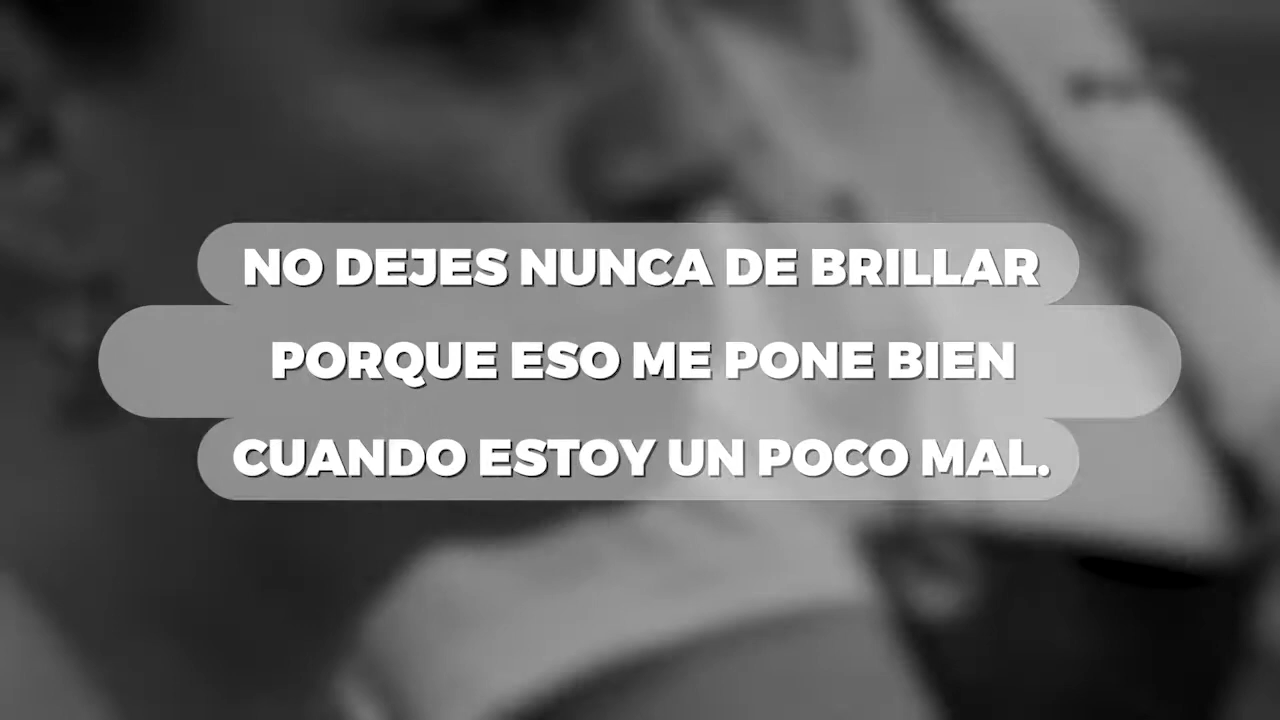 NO DEJES NUNCA DE BRILLAR
PORQUE ESO ME PONE BIEN
CUANDO ESTOY UN POCO MAL.